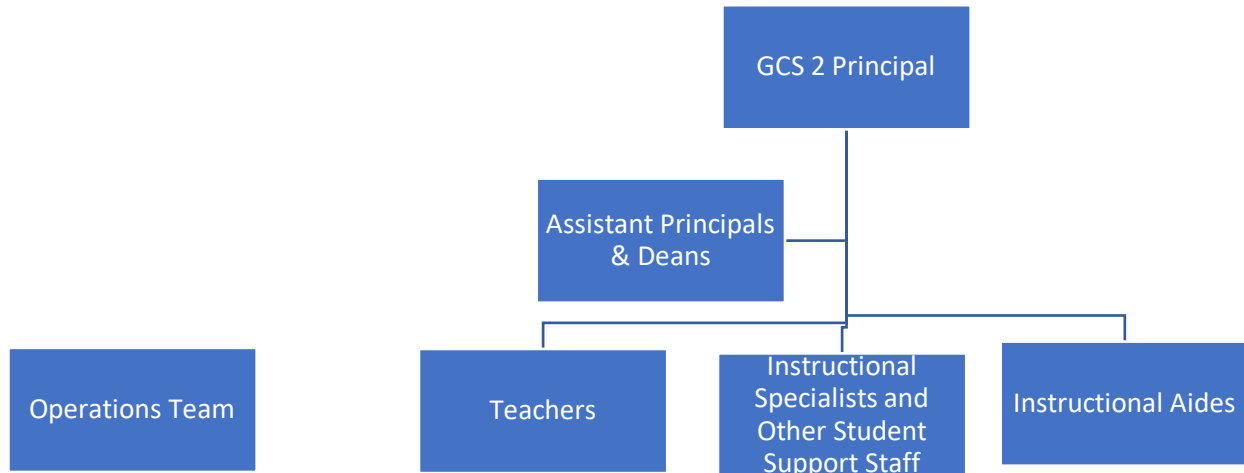 GCS 2 Principal
Assistant Principals
& Deans
Operations Team
Teachers
Instructional
Specialists and
Other Student
Support Staff
Instructional Aides